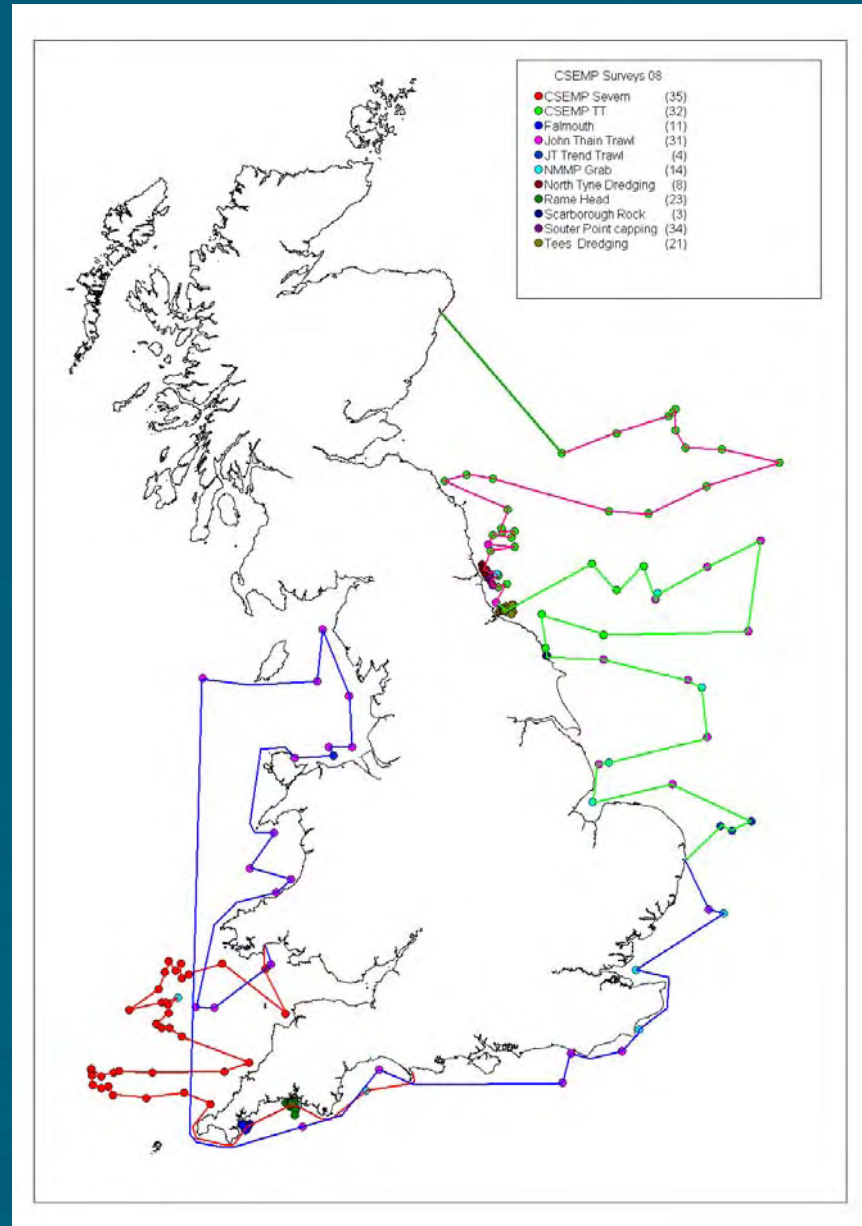 CSEMP Surveys 08
CSEMP Severn (35)
CSEMP TT (32)
Falmouth (11)
John Thain Trawl (31)
JT Trend Trawl (4)
NMMP Grab (14)
North Tyne Dredging (8)
Rame Head (23)
Scarborough Rock (3)
Souter Point capping (34)
Tees Dredging (21)